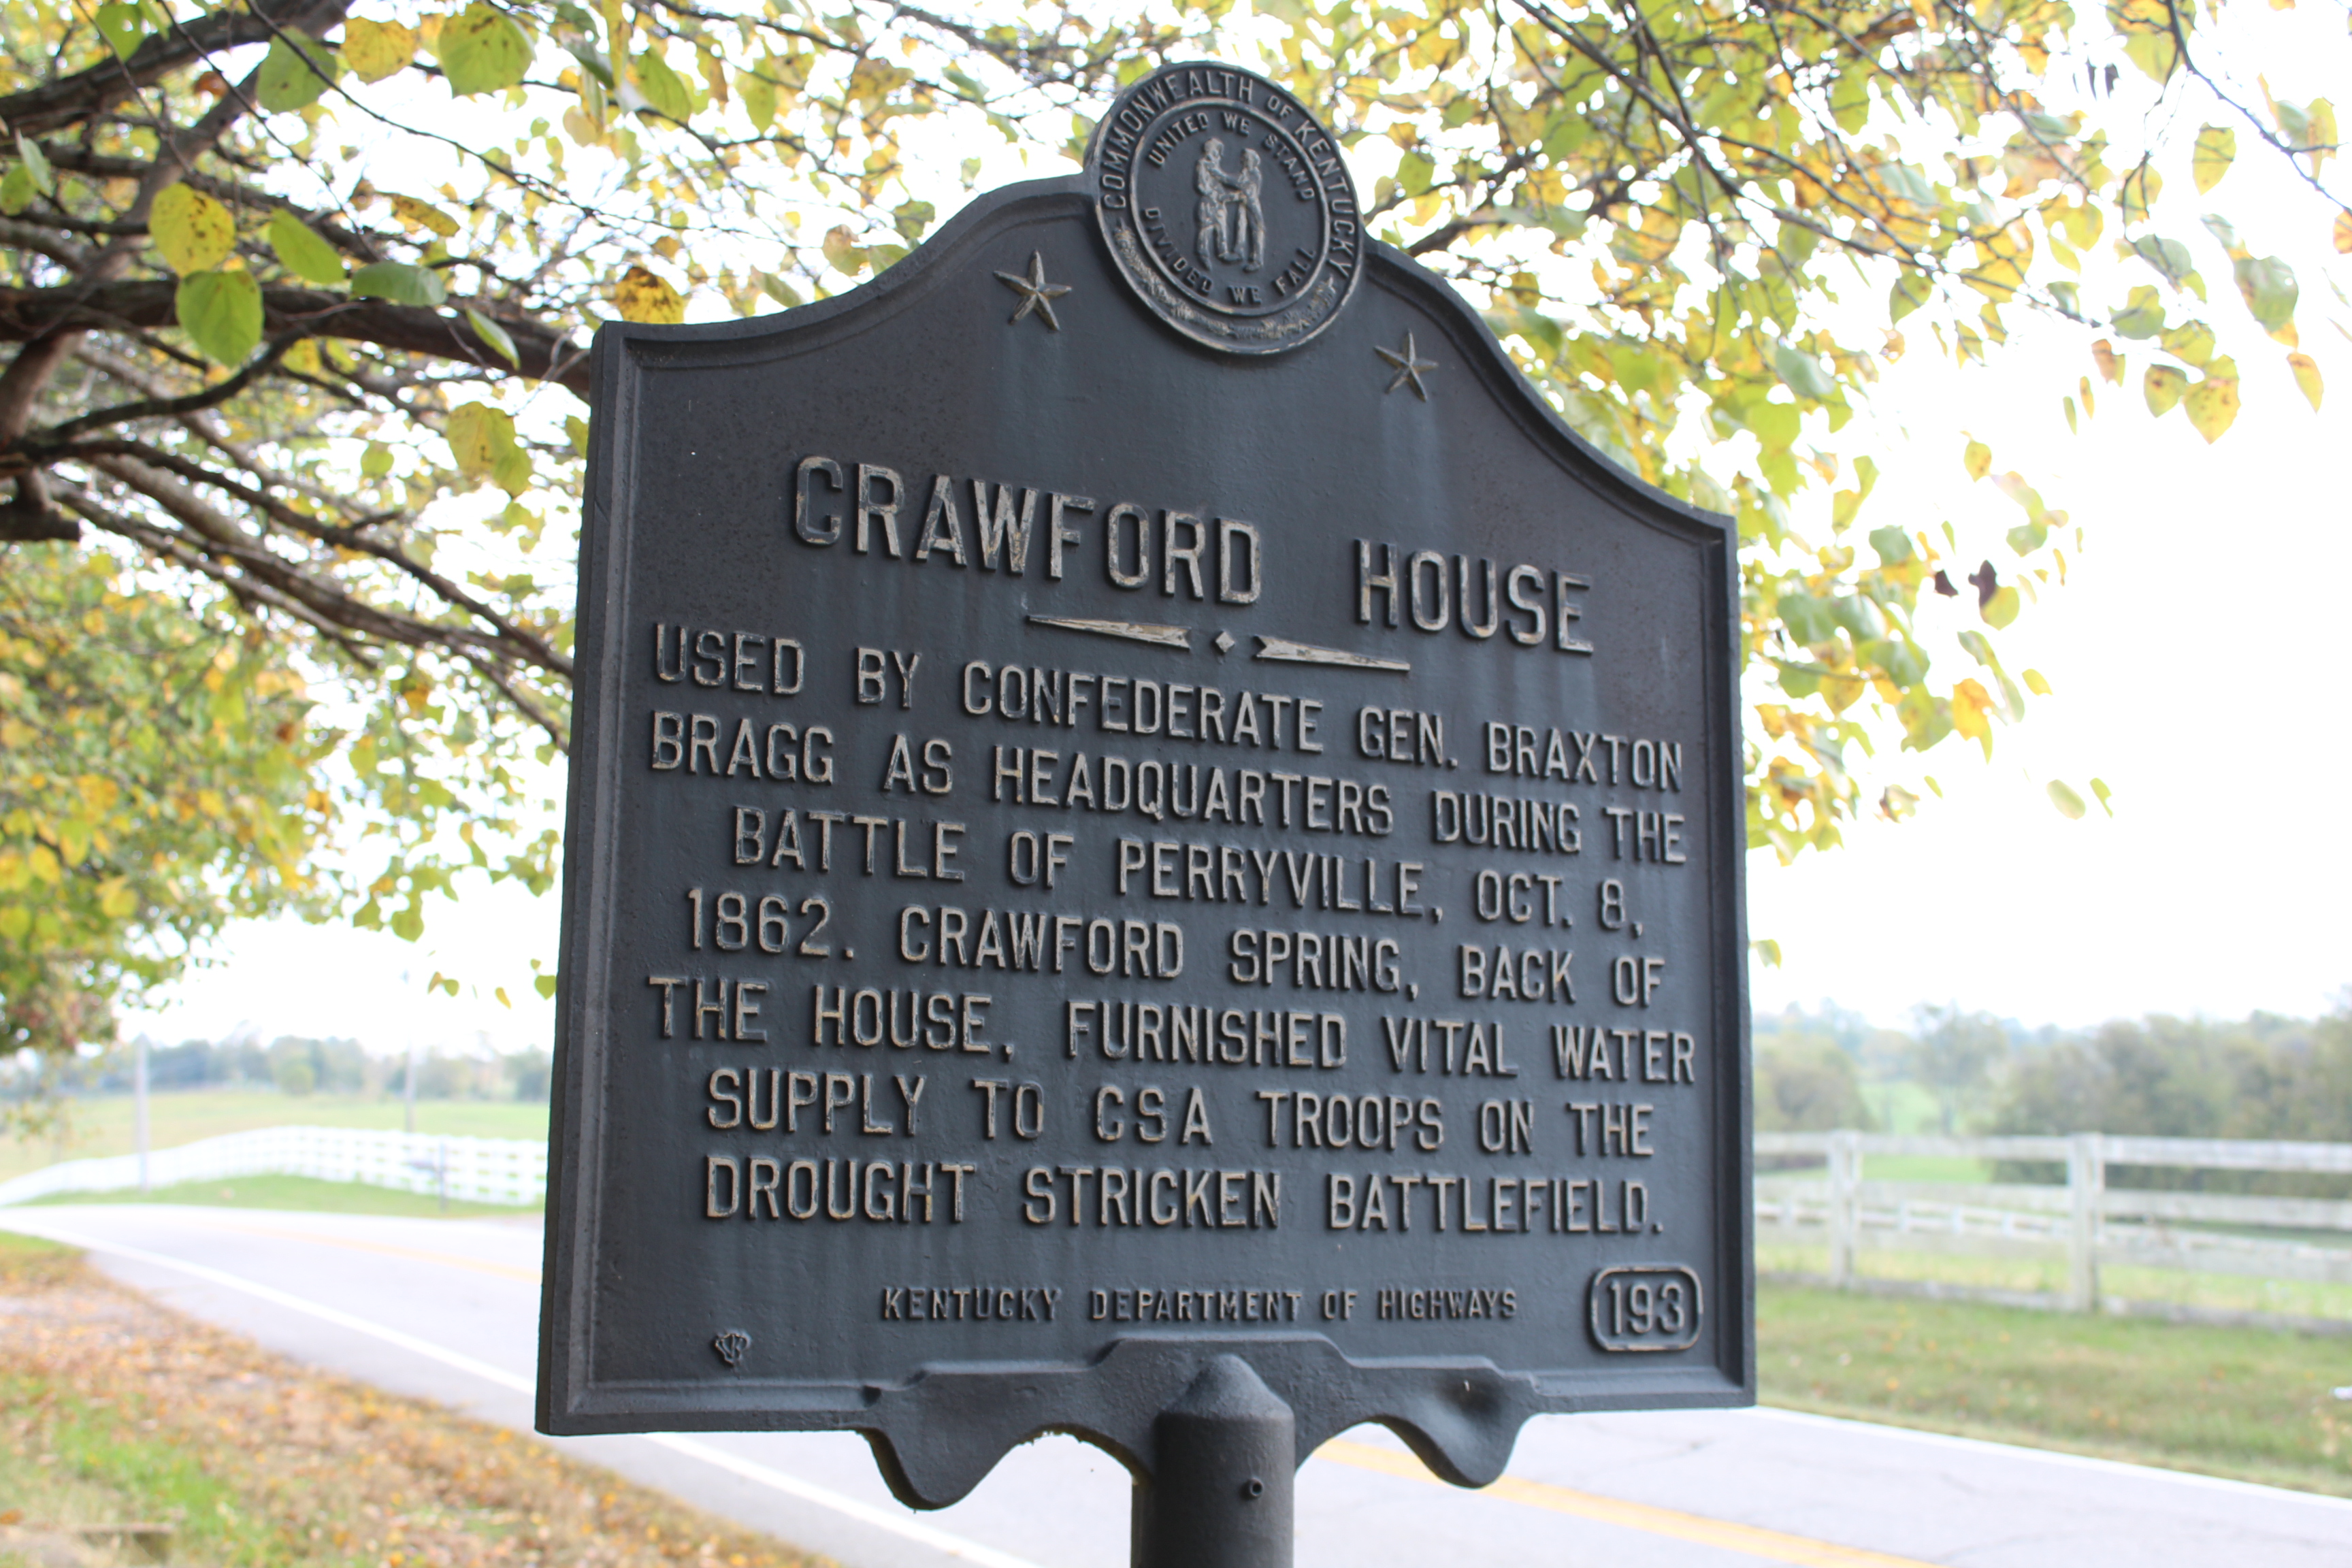 COMMONWEALTH OF KENTUCKY
UNITED WE STAND
DIVIDED WE FALL
CRAWFORD HOUSE
USED BY CONFEDERATE GEN. BRAXTON
BRAGG AS HEADQUARTERS DURING THE
BATTLE OF PERRYVILLE, OCT. 8,
1862. CRAWFORD SPRING, BACK OF
THE HOUSE, FURNISHED VITAL WATER
SUPPLY TO CSA TROOPS ON THE
DROUGHT STRICKEN BATTLEFIELD.
KENTUCKY DEPARTMENT OF HIGHWAYS
193